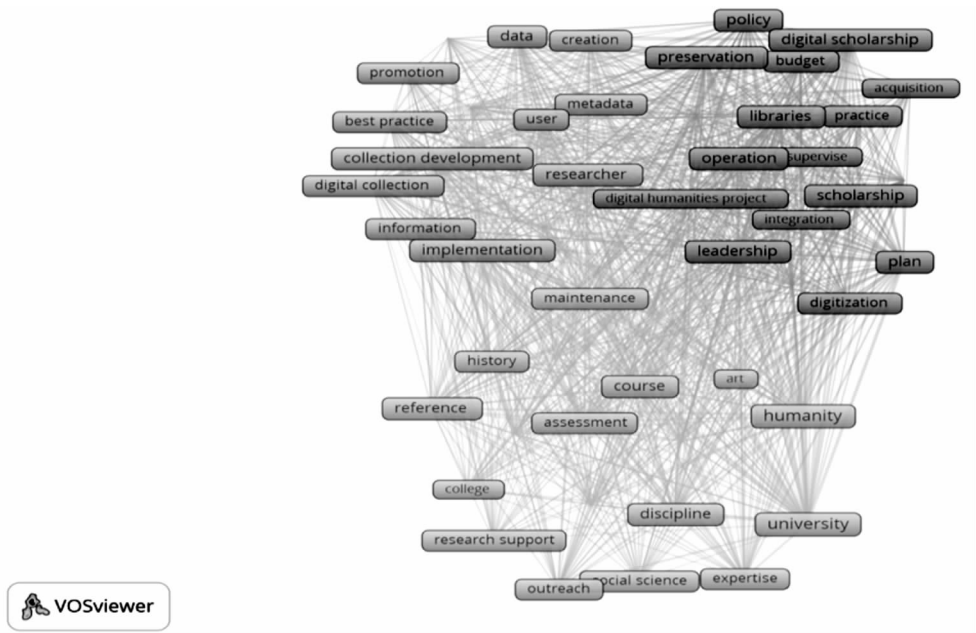 policy
data
creation
digital scholarship
preservation
budget
promotion
acquisition
metadata
user
best practice
libraries
practice
collection development
operation
supervise
researcher
digital collection
digital humanities project
scholarship
integration
information
implementation
leadership
plan
maintenance
digitization
history
course
art
reference
assessment
humanity
college
discipline
university
research support
outreach
social science
expertise
VOSviewer